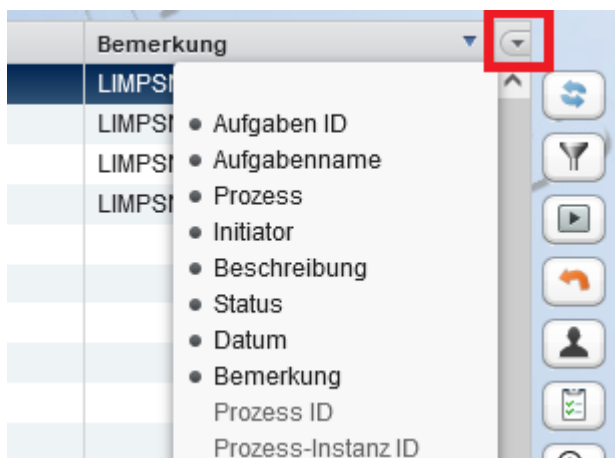 Bemerkung
LIMPSN
LIMPSN
LIMPSN
LIMPSN
Aufgaben ID
Aufgabenname
Prozess
Initiator
Beschreibung
Status
Datum
Bemerkung
Prozess ID
Prozess-Instanz ID